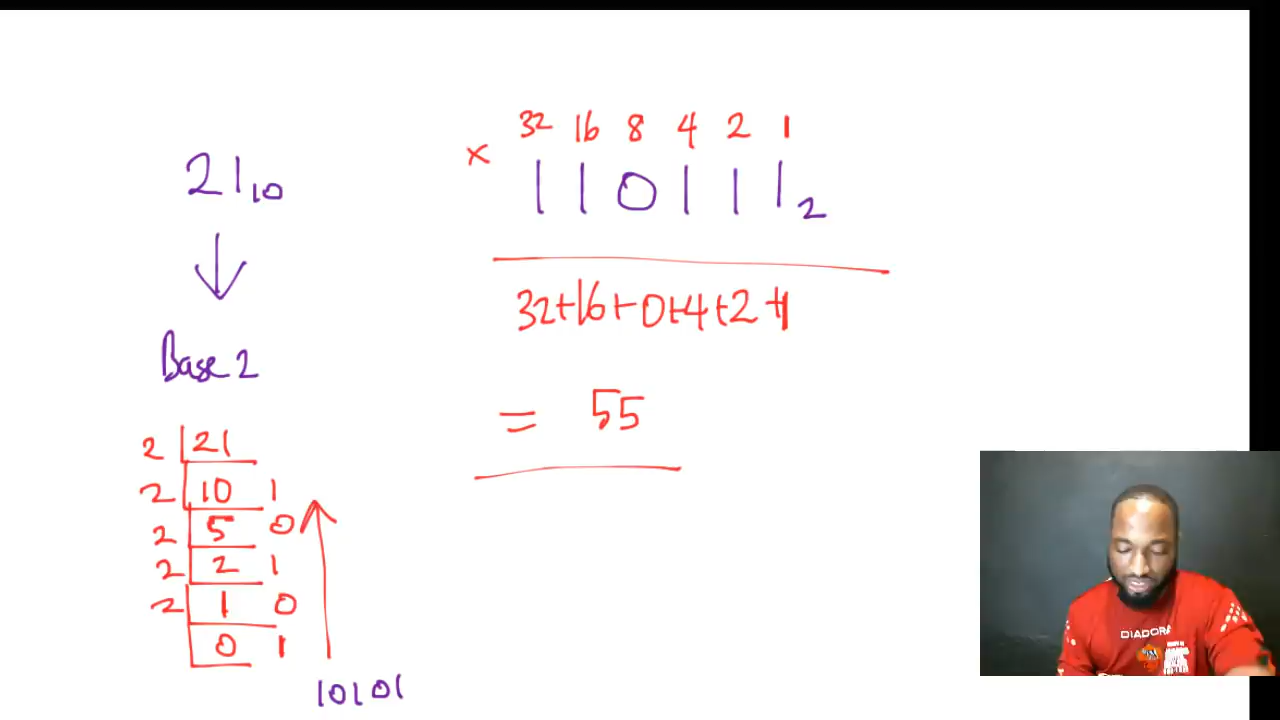 21₁₀
↓
Base 2
2 | 21
2 | 10 1
2 | 5 0
2 | 2 1
2 | 1 0
0 1
10101
32 16 8 4 2 1
× 110111₂
32+16+0+4+2+1
= 55
DIADORA